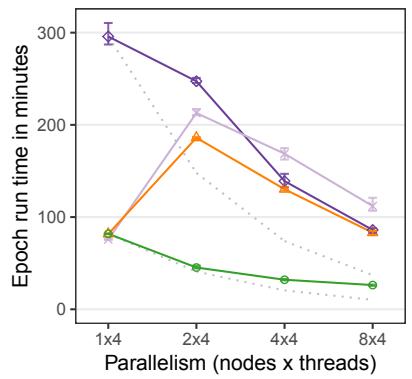 Epoch run time in minutes
300
200
100
0
1x4 2x4 4x4 8x4
Parallelism (nodes x threads)